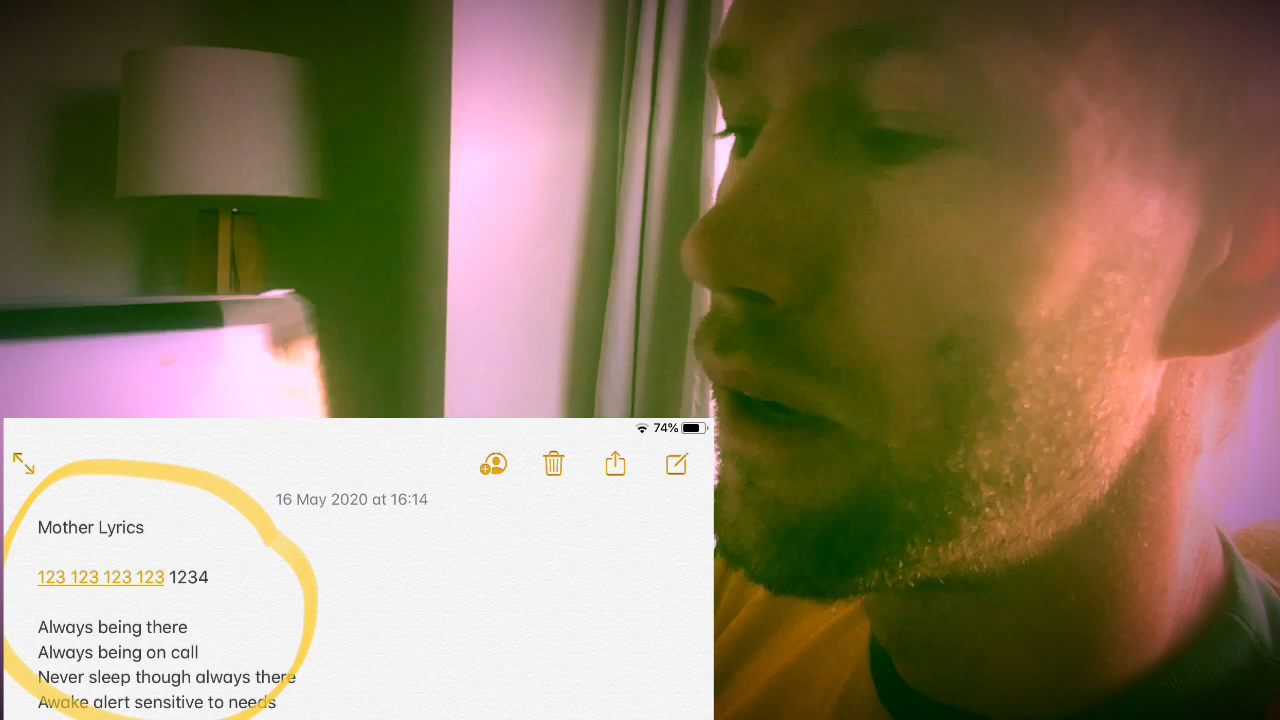 74%
16 May 2020 at 16:14
Mother Lyrics
123 123 123 123 1234
Always being there
Always being on call
Never sleep though always there
Awake alert sensitive to needs